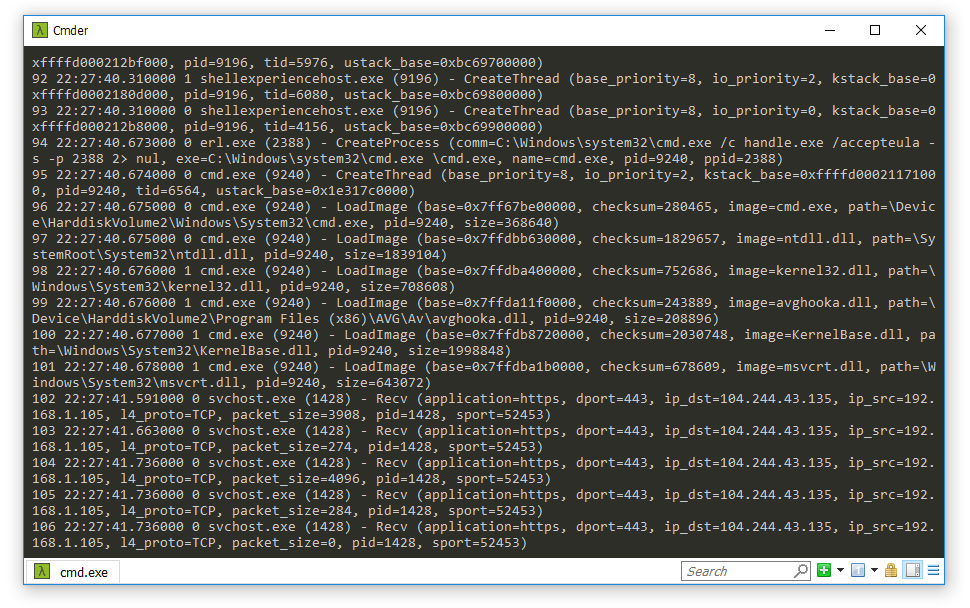 Cmder
xffffd000212bf000, pid=9196, tid=5976, ustack_base=0xbc69700000)
92 22:27:40.310000 1 shellexperiencehost.exe (9196) - CreateThread (base_priority=8, io_priority=2, kstack_base=0
xffffd0002180d000, pid=9196, tid=6080, ustack_base=0xbc69800000)
93 22:27:40.310000 0 shellexperiencehost.exe (9196) - CreateThread (base_priority=8, io_priority=0, kstack_base=0
xffffd000212b8000, pid=9196, tid=4156, ustack_base=0xbc69900000)
94 22:27:40.673000 0 erl.exe (2388) - CreateProcess (comm=C:\Windows\system32\cmd.exe /c handle.exe /accepteula -
s -p 2388 2> nul, exe=C:\Windows\system32\cmd.exe \cmd.exe, name=cmd.exe, pid=9240, ppid=2388)
95 22:27:40.674000 0 cmd.exe (9240) - CreateThread (base_priority=8, io_priority=2, kstack_base=0xffffd0002117100
0, pid=9240, tid=6564, ustack_base=0x1e317c0000)
96 22:27:40.675000 0 cmd.exe (9240) - LoadImage (base=0x7ff67be00000, checksum=280465, image=cmd.exe, path=\Devic
e\HarddiskVolume2\Windows\System32\cmd.exe, pid=9240, size=368640)
97 22:27:40.675000 0 cmd.exe (9240) - LoadImage (base=0x7ffdbb630000, checksum=1829657, image=ntdll.dll, path=\Sy
stemRoot\System32\ntdll.dll, pid=9240, size=1839104)
98 22:27:40.676000 1 cmd.exe (9240) - LoadImage (base=0x7ffdba400000, checksum=752686, image=kernel32.dll, path=\
Windows\System32\kernel32.dll, pid=9240, size=708608)
99 22:27:40.676000 1 cmd.exe (9240) - LoadImage (base=0x7ffda11f0000, checksum=243889, image=avghooka.dll, path=\
Device\HarddiskVolume2\Program Files (x86)\AVG\Av\avghooka.dll, pid=9240, size=208896)
100 22:27:40.677000 1 cmd.exe (9240) - LoadImage (base=0x7ffdb8720000, checksum=2030748, image=KernelBase.dll, pa
th=\Windows\System32\KernelBase.dll, pid=9240, size=1998848)
101 22:27:40.678000 1 cmd.exe (9240) - LoadImage (base=0x7ffdba1b0000, checksum=678609, image=msvcrt.dll, path=\W
indows\System32\msvcrt.dll, pid=9240, size=643072)
102 22:27:41.591000 0 svchost.exe (1428) - Recv (application=https, dport=443, ip_dst=104.244.43.135, ip_src=192.
168.1.105, l4_proto=TCP, packet_size=3908, pid=1428, sport=52453)
103 22:27:41.663000 0 svchost.exe (1428) - Recv (application=https, dport=443, ip_dst=104.244.43.135, ip_src=192.
168.1.105, l4_proto=TCP, packet_size=274, pid=1428, sport=52453)
104 22:27:41.736000 0 svchost.exe (1428) - Recv (application=https, dport=443, ip_dst=104.244.43.135, ip_src=192.
168.1.105, l4_proto=TCP, packet_size=4096, pid=1428, sport=52453)
105 22:27:41.736000 0 svchost.exe (1428) - Recv (application=https, dport=443, ip_dst=104.244.43.135, ip_src=192.
168.1.105, l4_proto=TCP, packet_size=284, pid=1428, sport=52453)
106 22:27:41.736000 0 svchost.exe (1428) - Recv (application=https, dport=443, ip_dst=104.244.43.135, ip_src=192.
168.1.105, l4_proto=TCP, packet_size=0, pid=1428, sport=52453)
cmd.exe
Search